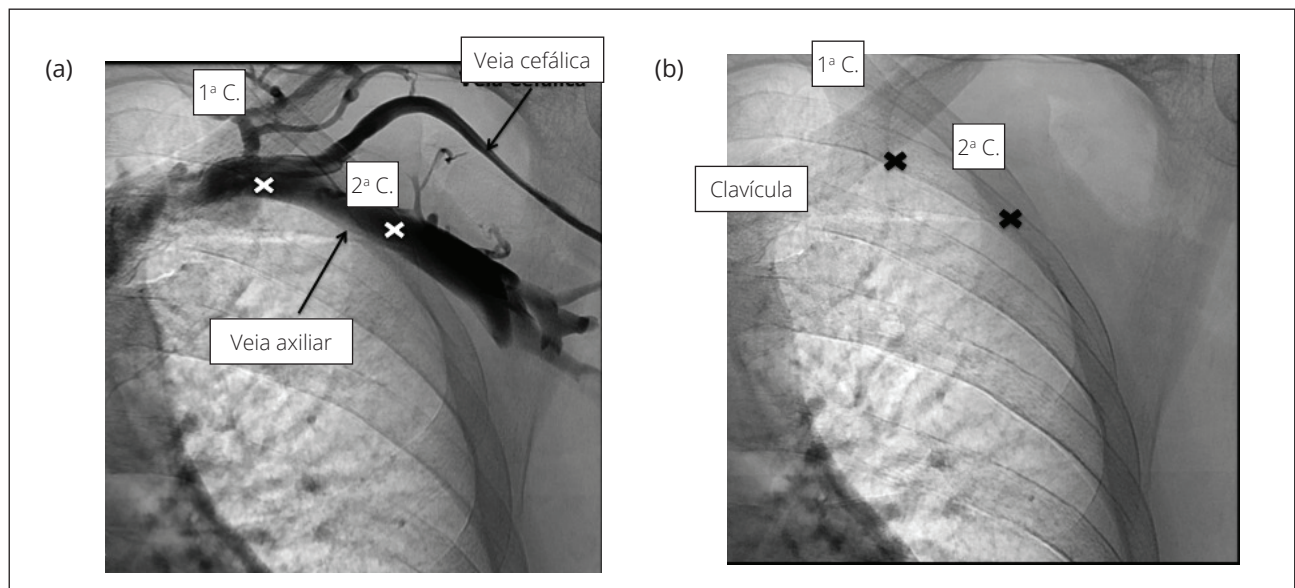 (a)
Veia cefálica
Veia cefálica
1ª C.
2ª C.
Veia axiliar
(b)
1ª C.
2ª C.
Clavícula